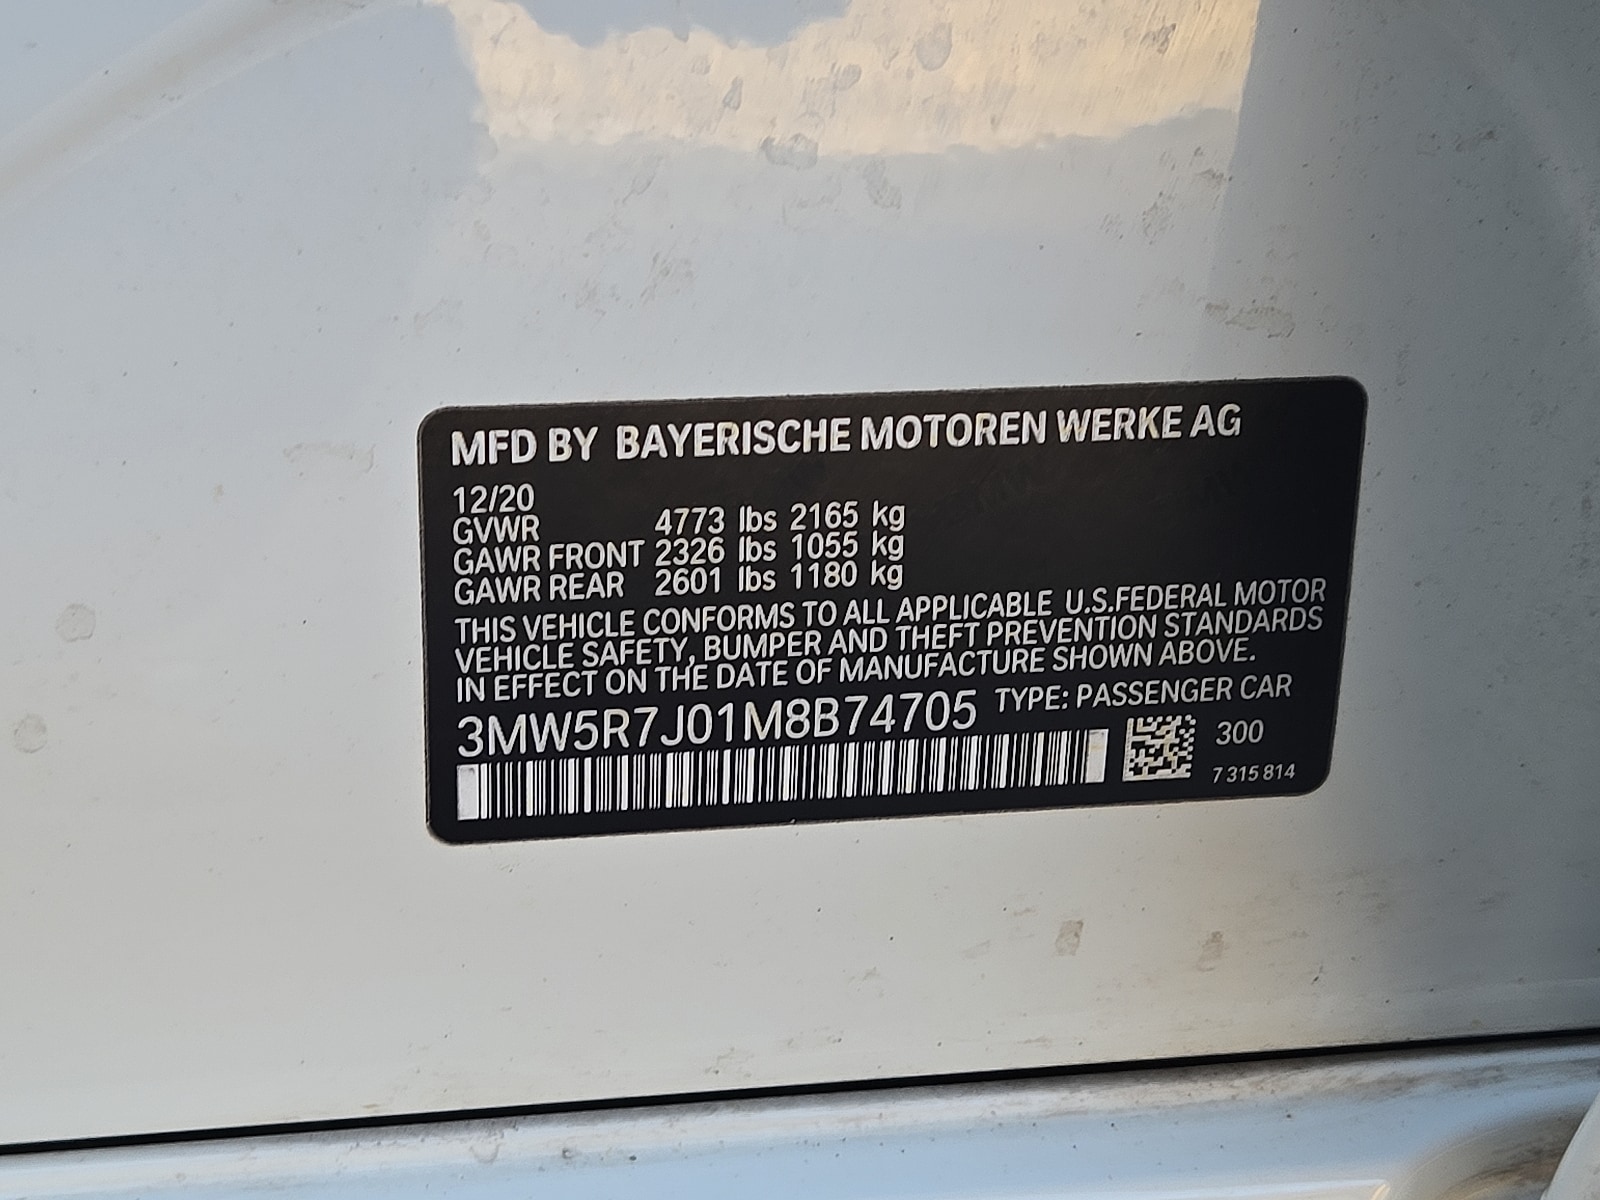 MFD BY BAYERISCHE MOTOREN WERKE AG
12/20
GVWR 4773 lbs 2165 kg
GAWR FRONT 2326 lbs 1055 kg
GAWR REAR 2601 lbs 1180 kg
THIS VEHICLE CONFORMS TO ALL APPLICABLE U.S.FEDERAL MOTOR
VEHICLE SAFETY, BUMPER AND THEFT PREVENTION STANDARDS
IN EFFECT ON THE DATE OF MANUFACTURE SHOWN ABOVE.
3MW5R7J01M8B74705 TYPE: PASSENGER CAR
300
7 315 814